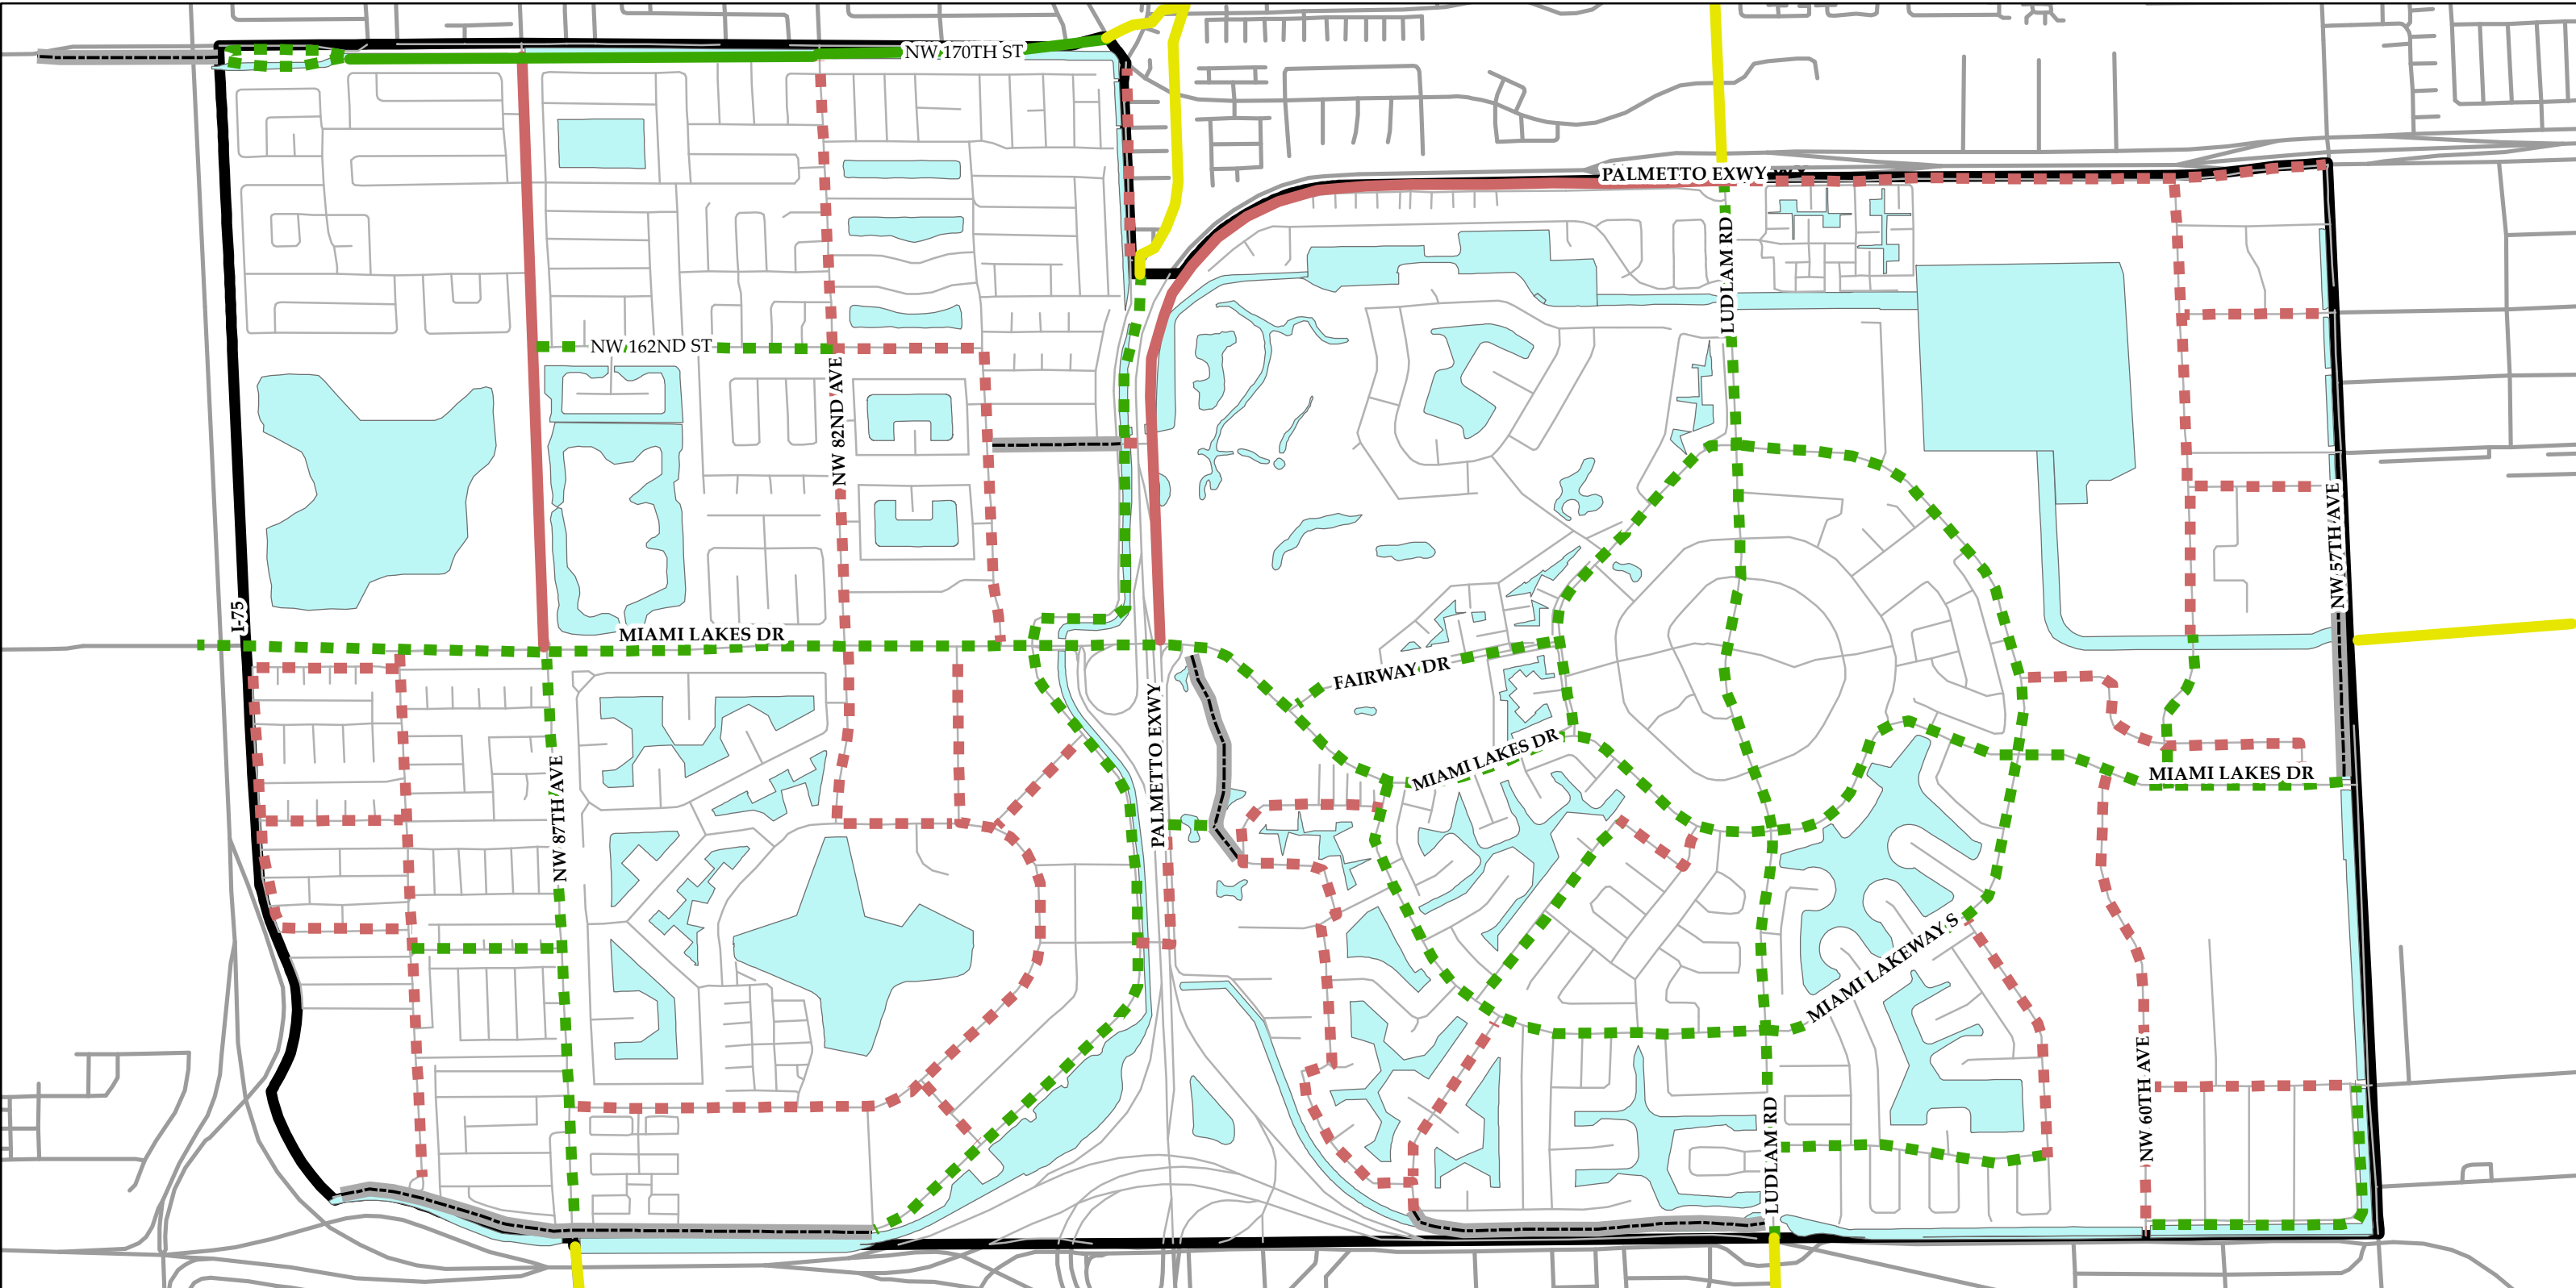 NW 170TH ST
PALMETTO EXWY
LUDLAM RD
NW 162ND ST
NW 82ND AVE
NW 57TH AVE
I-75
MIAMI LAKES DR
FAIRWAY DR
PALMETTO EXWY
MIAMI LAKES DR
MIAMI LAKES DR
NW 87TH AVE
MIAMI LAKEWAY S
NW 60TH AVE
LUDLAM RD